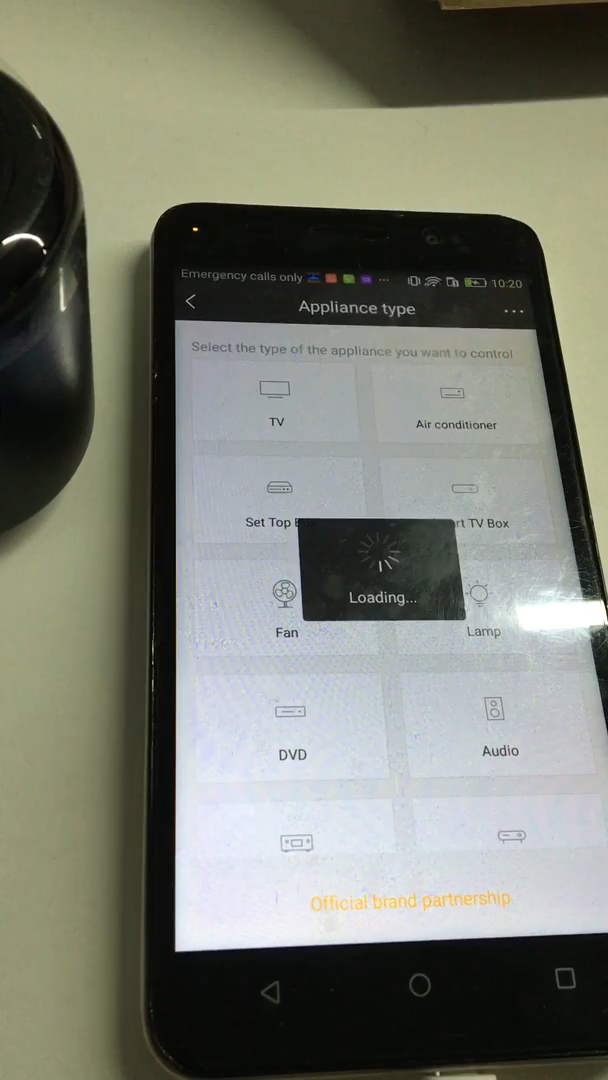 Emergency calls only
10:20
Appliance type
Select the type of the appliance you want to control
TV
Air conditioner
Set Top
rt TV Box
Loading...
Fan
Lamp
DVD
Audio
Official brand partnership